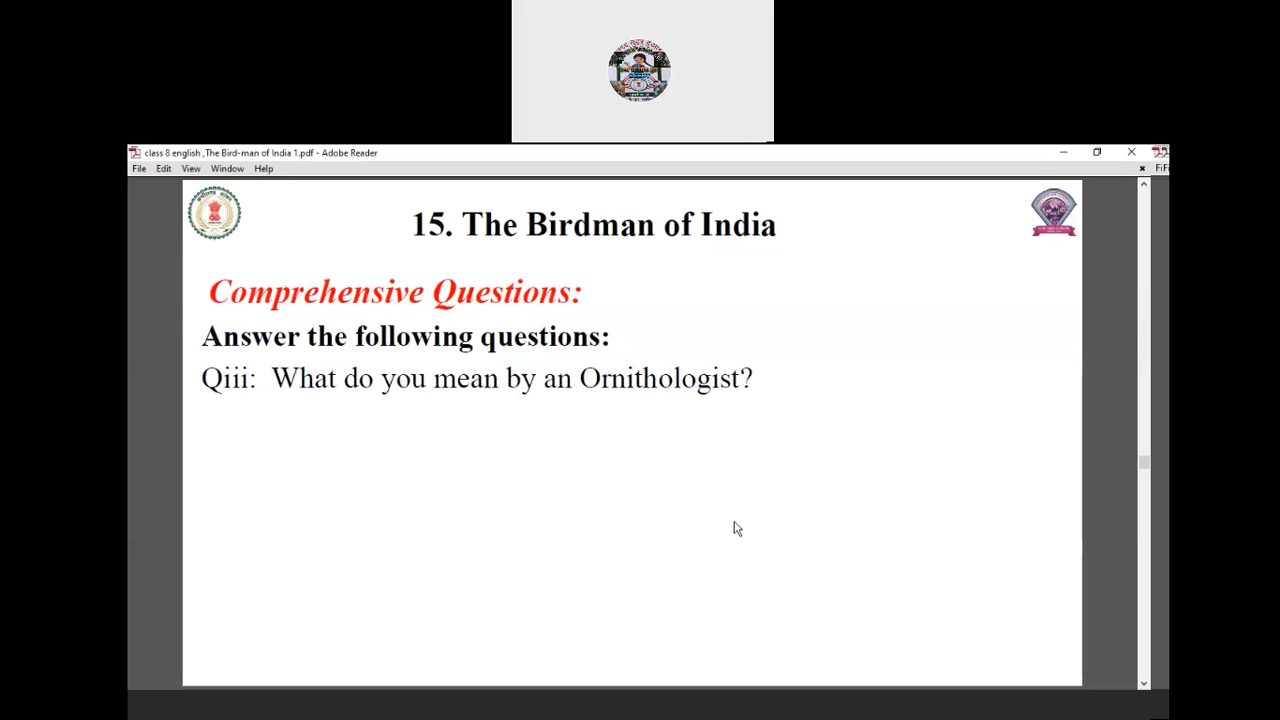 class 8 english ,The Bird-man of India 1.pdf - Adobe Reader
File Edit View Window Help
15. The Birdman of India
Comprehensive Questions:
Answer the following questions:
Qiii: What do you mean by an Ornithologist?